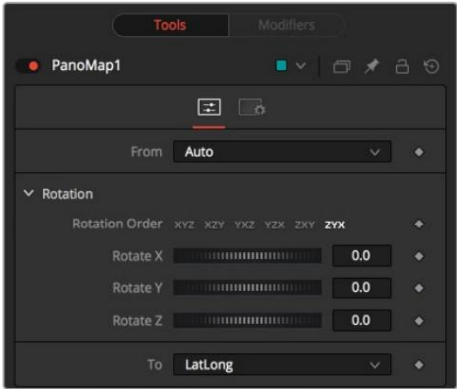 Tools Modifiers
PanoMap1
From Auto
Rotation
Rotation Order XYZ XZY YXZ YZX ZXY ZYX
Rotate X 0.0
Rotate Y 0.0
Rotate Z 0.0
To LatLong